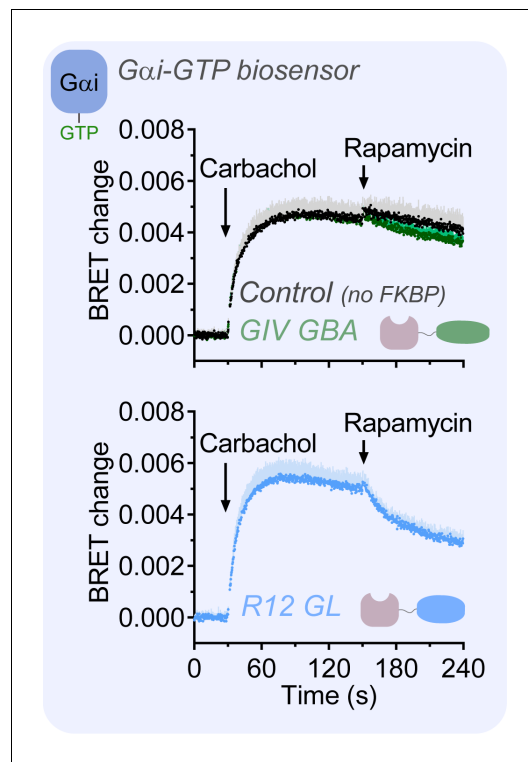 Gαi
GTP
Gαi-GTP biosensor
BRET change
0.008
0.006
0.004
0.002
0.000
Carbachol
Rapamycin
Control (no FKBP)
GIV GBA
BRET change
0.008
0.006
0.004
0.002
0.000
Carbachol
Rapamycin
R12 GL
0 60 120 180 240
Time (s)